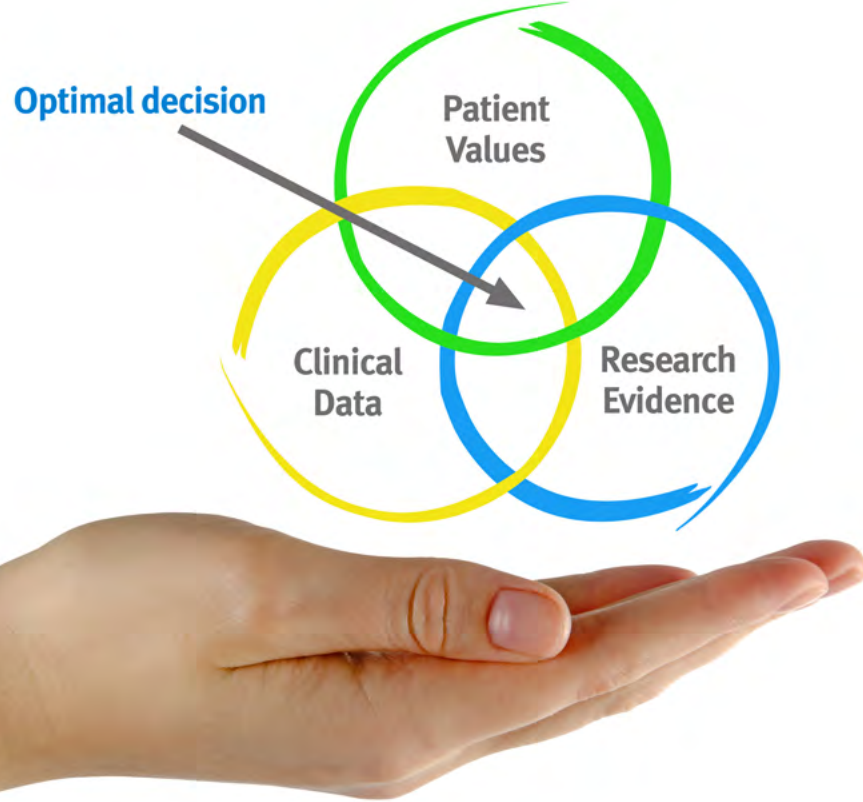 Optimal decision
Patient
Values
Clinical
Data
Research
Evidence